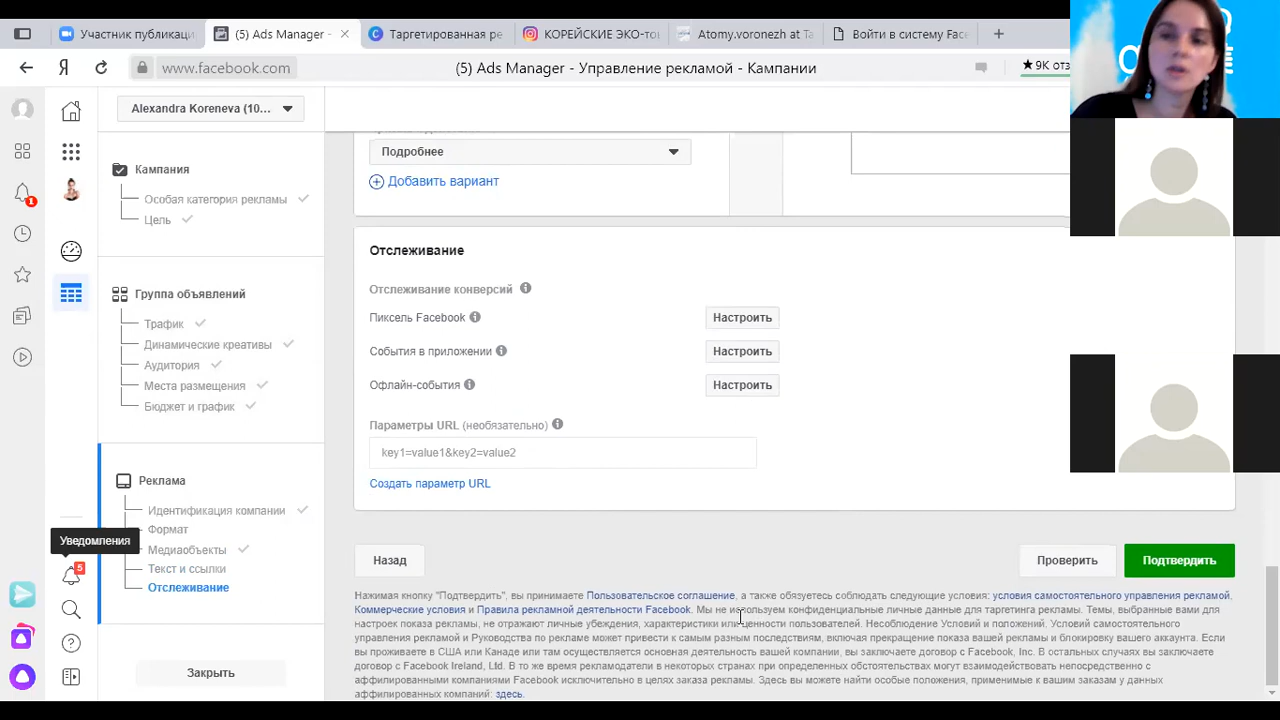 Участник публикаци
(5) Ads Manager -
Таргетированная ре
КОРЕЙСКИЕ ЭКО-то
Atomy.voronezh at Ta
Войти в систему Face
www.facebook.com
(5) Ads Manager - Управление рекламой - Кампании
★9K отз
Alexandra Koreneva (10...
Подробнее
Добавить вариант
Кампания
Особая категория рекламы
Цель
Группа объявлений
Трафик
Динамические креативы
Аудитория
Места размещения
Бюджет и график
Реклама
Идентификация компании
Формат
Медиаобъекты
Текст и ссылки
Отслеживание
Уведомления
1
5
Закрыть
Отслеживание
Отслеживание конверсий
Пиксель Facebook
Настроить
События в приложении
Настроить
Офлайн-события
Настроить
Параметры URL (необязательно)
key1=value1&key2=value2
Создать параметр URL
Назад
Проверить
Подтвердить
Нажимая кнопку "Подтвердить", вы принимаете Пользовательское соглашение, а также обязуетесь соблюдать следующие условия: условия самостоятельного управления рекламой,
Коммерческие условия и Правила рекламной деятельности Facebook. Мы не используем конфиденциальные личные данные для таргетинга рекламы. Темы, выбранные вами для
настроек показа рекламы, не отражают личные убеждения, характеристики или ценности пользователей. Несоблюдение Условий и положений, Условий самостоятельного
управления рекламой и Руководства по рекламе может привести к самым разным последствиям, включая прекращение показа вашей рекламы и блокировку вашего аккаунта. Если
вы проживаете в США или Канаде или там осуществляется основная деятельность вашей компании, вы заключаете договор с Facebook, Inc. В остальных случаях вы заключаете
договор с Facebook Ireland, Ltd. В то же время рекламодатели в некоторых странах при определенных обстоятельствах могут взаимодействовать непосредственно с
аффилированными компаниями Facebook исключительно в целях заказа рекламы. Здесь вы можете найти особые положения, применимые к вашим заказам у данных
аффилированных компаний: здесь.